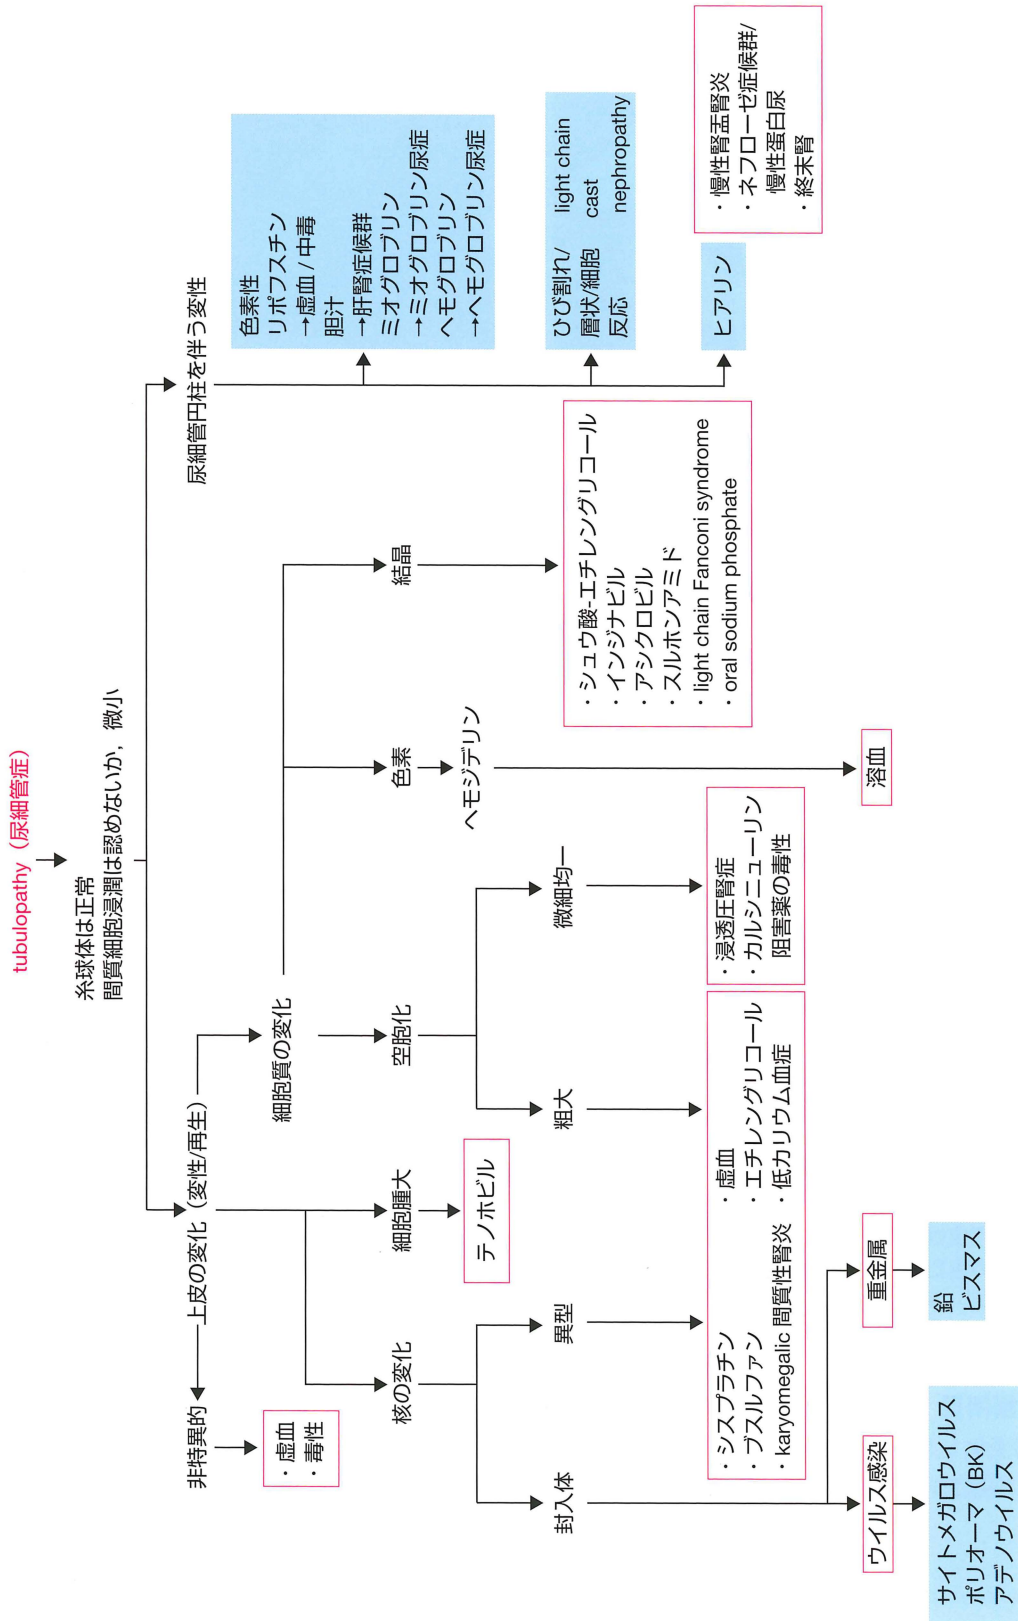 tubulopathy（尿細管症）
糸球体は正常
間質細胞浸潤は認めないか，微小
非特異的
上皮の変化（変性/再生）
尿細管円柱を伴う変性
・虚血
・毒性
細胞質の変化
核の変化
細胞腫大
空胞化
色素
結晶
テノホビル
ヘモジデリン
封入体
異型
粗大
微細均一
・シスプラチン
・ブスルファン
・karyomegalic 間質性腎炎
・虚血
・エチレングリコール
・低カリウム血症
・浸透圧腎症
・カルシニューリン
阻害薬の毒性
溶血
・シュウ酸-エチレングリコール
・インジナビル
・アシクロビル
・スルホンアミド
・light chain Fanconi syndrome
・oral sodium phosphate
色素性
リポフスチン
→虚血 / 中毒
胆汁
→肝腎症候群
ミオグロブリン
→ミオグロブリン尿症
ヘモグロブリン
→ヘモグロブリン尿症
ひび割れ/
層状/細胞
反応
light chain
cast
nephropathy
ヒアリン
・慢性腎盂腎炎
・ネフローゼ症候群/
慢性蛋白尿
・終末腎
ウイルス感染
重金属
サイトメガロウイルス
ポリオーマ（BK）
アデノウイルス
鉛
ビスマス